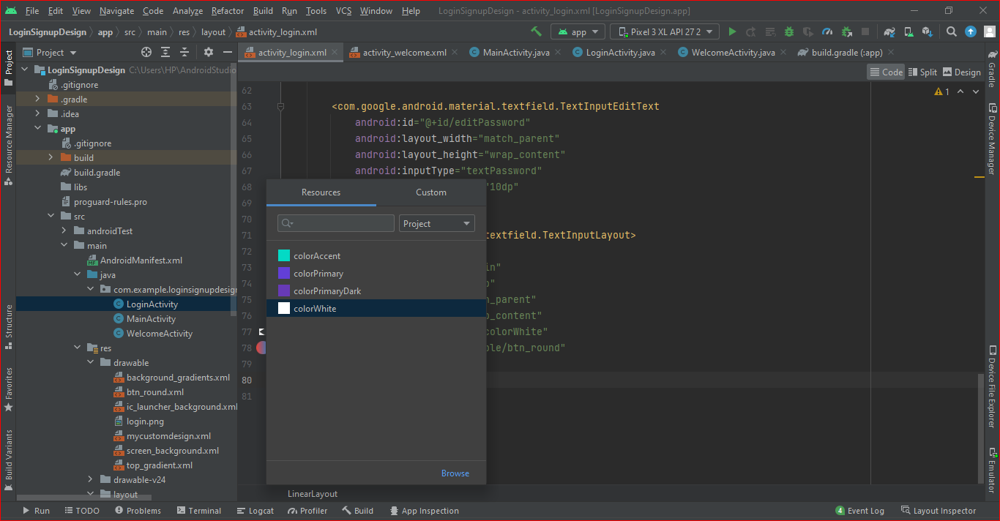 File Edit View Navigate Code Analyze Refactor Build Run Tools VCS Window Help LoginSignupDesign - activity_login.xml [LoginSignupDesign.app]
LoginSignupDesign app src main res layout activity_login.xml app Pixel 3 XL API 27 2
Project
activity_login.xml activity_welcome.xml MainActivity.java LoginActivity.java WelcomeActivity.java build.gradle (:app)
Code Split Design
Project
Resource Manager
Structure
Favorites
Build Variants
LoginSignupDesign C:\Users\HP\AndroidStudio
.gitignore
.gradle
.idea
app
.gitignore
build
build.gradle
libs
proguard-rules.pro
src
androidTest
main
AndroidManifest.xml
java
com.example.loginsignupdesign
LoginActivity
MainActivity
WelcomeActivity
res
drawable
background_gradients.xml
btn_round.xml
ic_launcher_background.xml
login.png
mycustomdesign.xml
screen_background.xml
top_gradient.xml
drawable-v24
layout
1
62
63 <com.google.android.material.textfield.TextInputEditText
64 android:id="@+id/editPassword"
65 android:layout_width="match_parent"
66 android:layout_height="wrap_content"
67 android:inputType="textPassword"
68 "10dp"
69
70
71 textfield.TextInputLayout>
72
73 in"
74 "
75 _parent"
76 _content"
77 colorWhite"
78 le/btn_round"
79
80
81
Resources Custom
Project
colorAccent
colorPrimary
colorPrimaryDark
colorWhite
Browse
LinearLayout
Gradle
Device Manager
Device File Explorer
Emulator
Run TODO Problems Terminal Logcat Profiler Build App Inspection 4 Event Log Layout Inspector